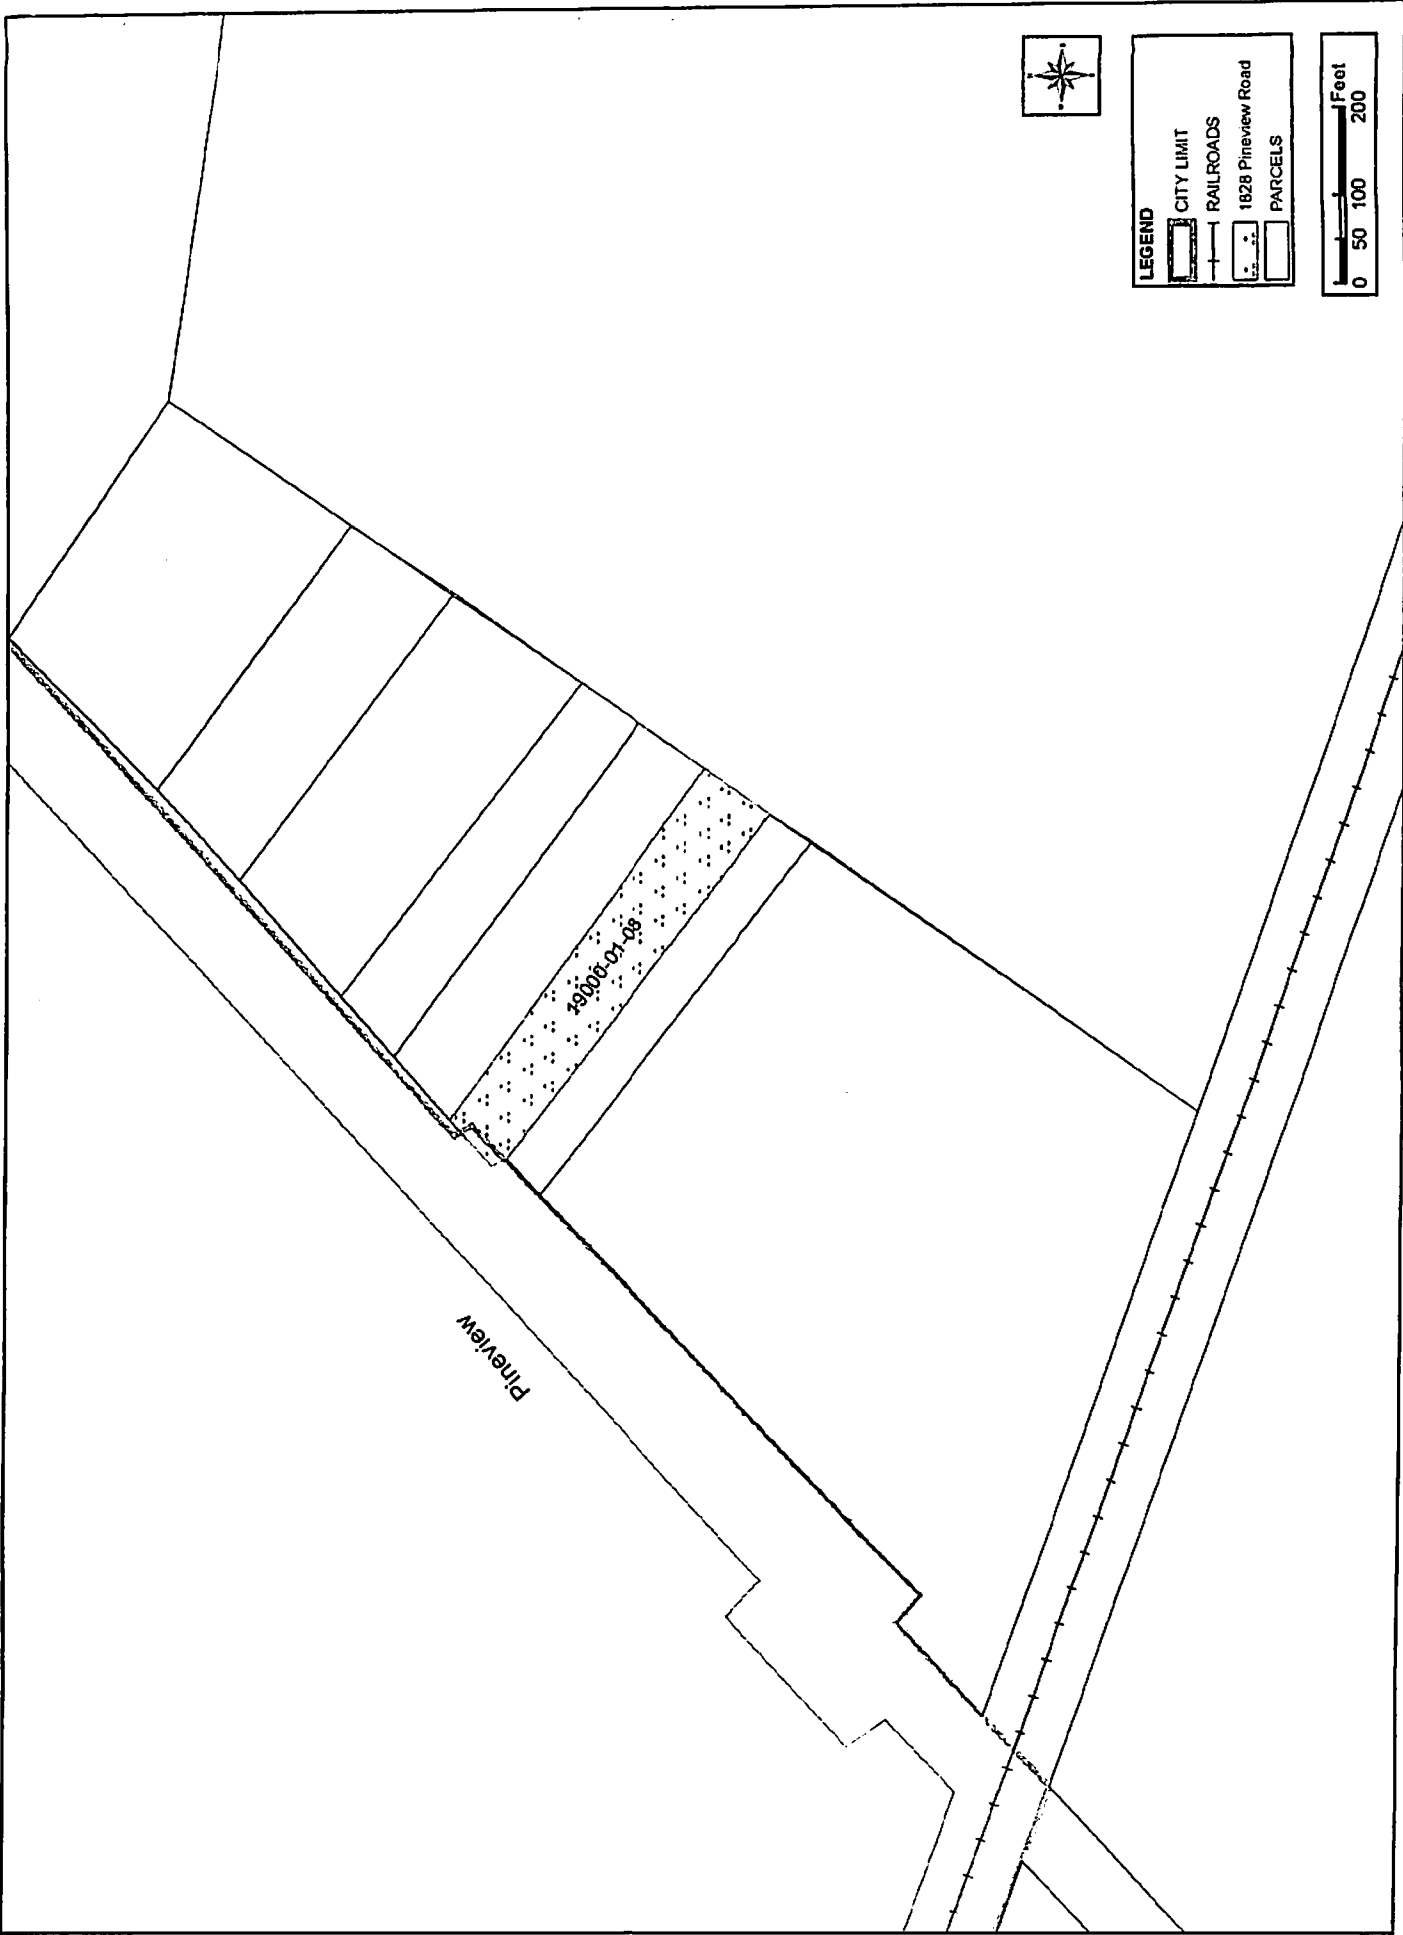 19000-01-08
Pineview
LEGEND
CITY LIMIT
RAILROADS
1828 Pineview Road
PARCELS
Feet
0 50 100 200